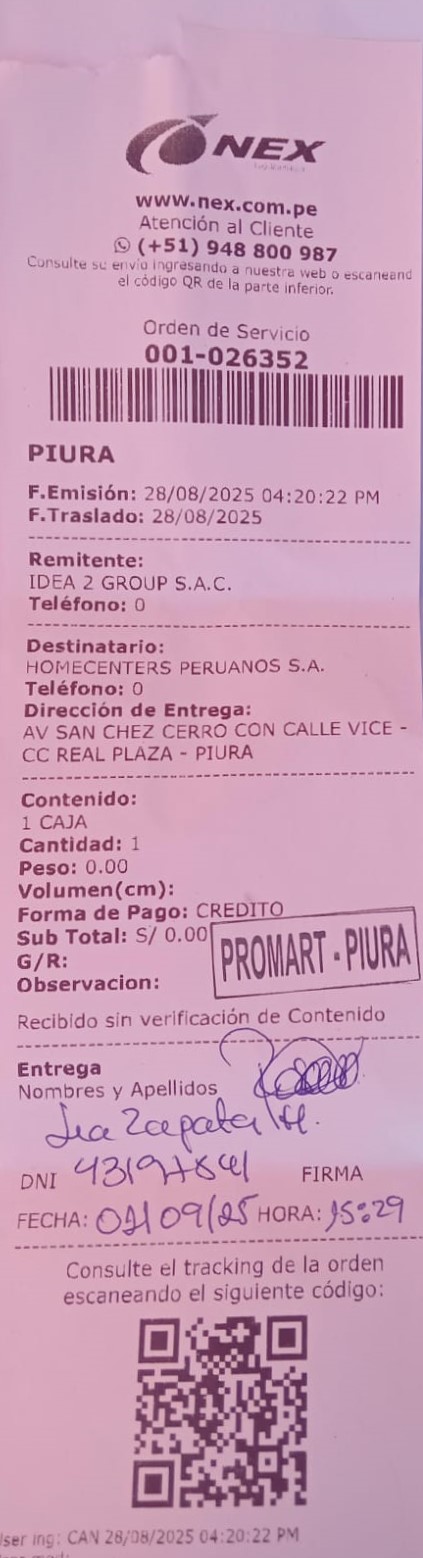 NEX
www.nex.com.pe
Atención al Cliente
(+51) 948 800 987
Consulte su envío ingresando a nuestra web o escaneand
el código QR de la parte inferior.
Orden de Servicio
001-026352
PIURA
F.Emisión: 28/08/2025 04:20:22 PM
F.Traslado: 28/08/2025
Remitente:
IDEA 2 GROUP S.A.C.
Teléfono: 0
Destinatario:
HOMECENTERS PERUANOS S.A.
Teléfono: 0
Dirección de Entrega:
AV SAN CHEZ CERRO CON CALLE VICE -
CC REAL PLAZA - PIURA
Contenido:
1 CAJA
Cantidad: 1
Peso: 0.00
Volumen(cm):
Forma de Pago: CREDITO
Sub Total: S/ 0.00
PROMART - PIURA
G/R:
Observacion:
Recibido sin verificación de Contenido
Entrega
Nombres y Apellidos
Zapata
DNI FIRMA
FECHA: HORA: 15:29
Consulte el tracking de la orden
escaneando el siguiente código:
ser ing: CAN 28/08/2025 04:20:22 PM